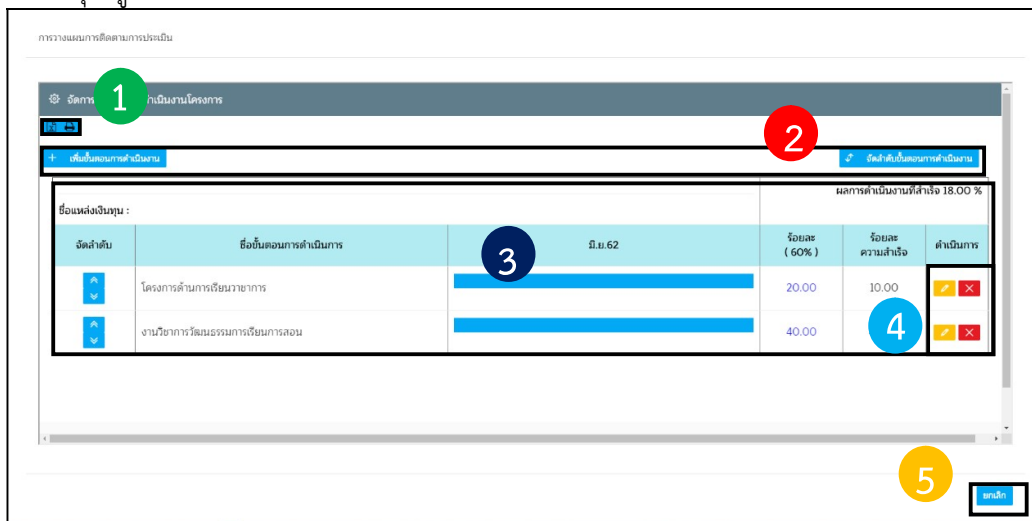 การวางแผนการติดตามการประเมิน
จัดการ 1 ำเนินงานโครงการ
2
+ เพิ่มขั้นตอนการดำเนินงาน
จัดลำดับขั้นตอนการดำเนินงาน
ผลการดำเนินงานที่สำเร็จ 18.00 %
ชื่อแหล่งเงินทุน :
จัดลำดับ ชื่อขั้นตอนการดำเนินการ 3 มิ.ย.62 ร้อยละ ( 60% ) ร้อยละ ความสำเร็จ ดำเนินการ
โครงการด้านการเรียนวายาการ 20.00 10.00
งานวิชาการวัฒนธรรมการเรียนการสอน 40.00 4
5
ยกเลิก